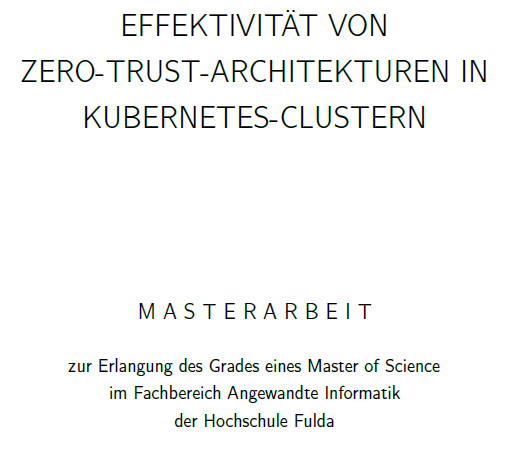 EFFEKTIVITÄT VON
ZERO-TRUST-ARCHITEKTUREN IN
KUBERNETES-CLUSTERN
MASTERARBEIT
zur Erlangung des Grades eines Master of Science
im Fachbereich Angewandte Informatik
der Hochschule Fulda